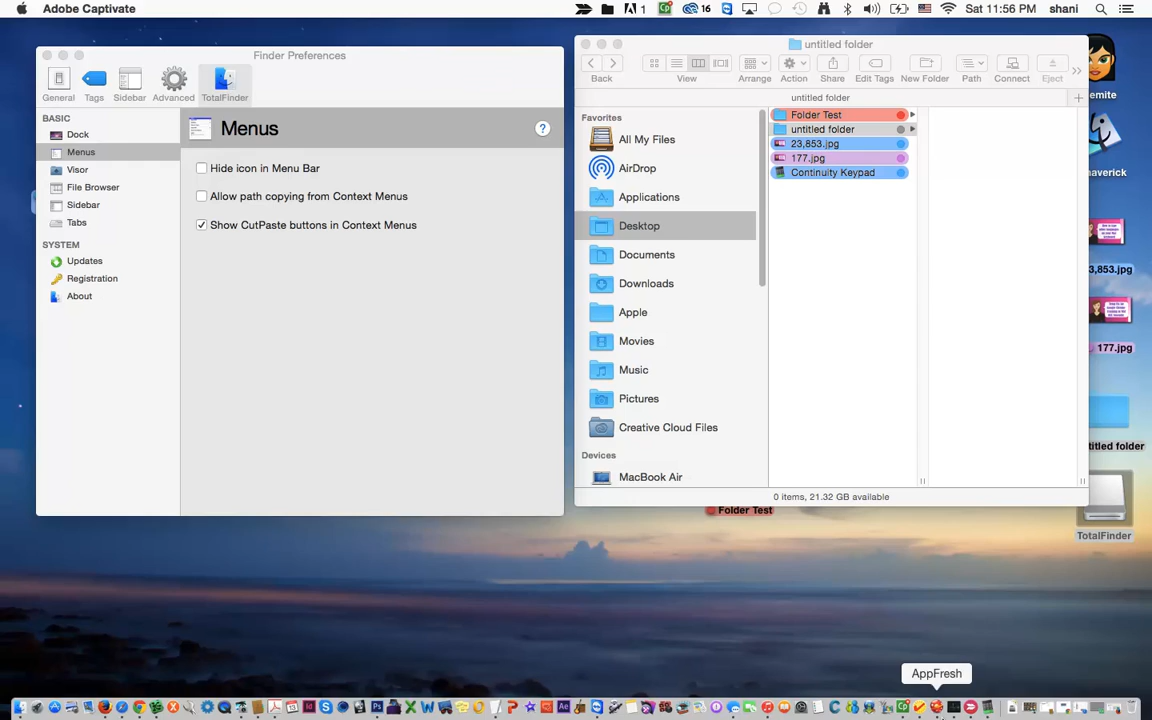 Adobe Captivate
1
16
Sat 11:56 PM
shani
Finder Preferences
General
Tags
Sidebar
Advanced
TotalFinder
BASIC
Dock
Menus
Visor
File Browser
Sidebar
Tabs
SYSTEM
Updates
Registration
About
Menus
?
Hide icon in Menu Bar
Allow path copying from Context Menus
Show CutPaste buttons in Context Menus
untitled folder
Back
View
Arrange
Action
Share
Edit Tags
New Folder
Path
Connect
Eject
untitled folder
Favorites
All My Files
AirDrop
Applications
Desktop
Documents
Downloads
Apple
Movies
Music
Pictures
Creative Cloud Files
Devices
MacBook Air
Folder Test
untitled folder
23,853.jpg
177.jpg
Continuity Keypad
0 items, 21.32 GB available
emite
averick
3,853.jpg
177.jpg
titled folder
TotalFinder
Folder Test
AppFresh